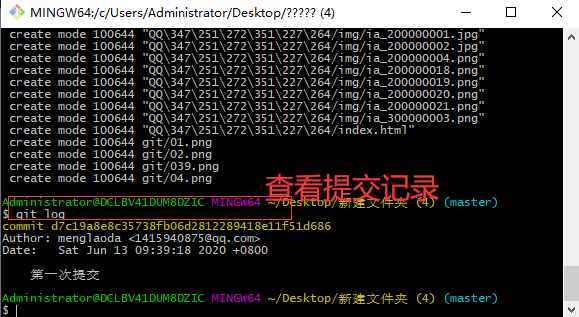 MINGW64:/c/Users/Administrator/Desktop/????? (4)
create mode 100644 "QQ\347\251\272\351\227\264/img/ia_200000001.jpg"
create mode 100644 "QQ\347\251\272\351\227\264/img/ia_200000002.jpg"
create mode 100644 "QQ\347\251\272\351\227\264/img/ia_200000004.png"
create mode 100644 "QQ\347\251\272\351\227\264/img/ia_200000018.png"
create mode 100644 "QQ\347\251\272\351\227\264/img/ia_200000019.png"
create mode 100644 "QQ\347\251\272\351\227\264/img/ia_200000020.png"
create mode 100644 "QQ\347\251\272\351\227\264/img/ia_200000021.png"
create mode 100644 "QQ\347\251\272\351\227\264/img/ia_300000003.png"
create mode 100644 "QQ\347\251\272\351\227\264/index.html"
create mode 100644 git/01.png
create mode 100644 git/02.png
create mode 100644 git/039.png
create mode 100644 git/04.png
查看提交记录
Administrator@DCLBV41DUM8DZIC MINGW64 ~/Desktop/新建文件夹 (4) (master)
$ git log
commit d7c19a8e8c35738fb06d2812289418e11f51d686
Author: menglaoda <1415940875@qq.com>
Date: Sat Jun 13 09:39:18 2020 +0800
第一次提交
Administrator@DCLBV41DUM8DZIC MINGW64 ~/Desktop/新建文件夹 (4) (master)
$